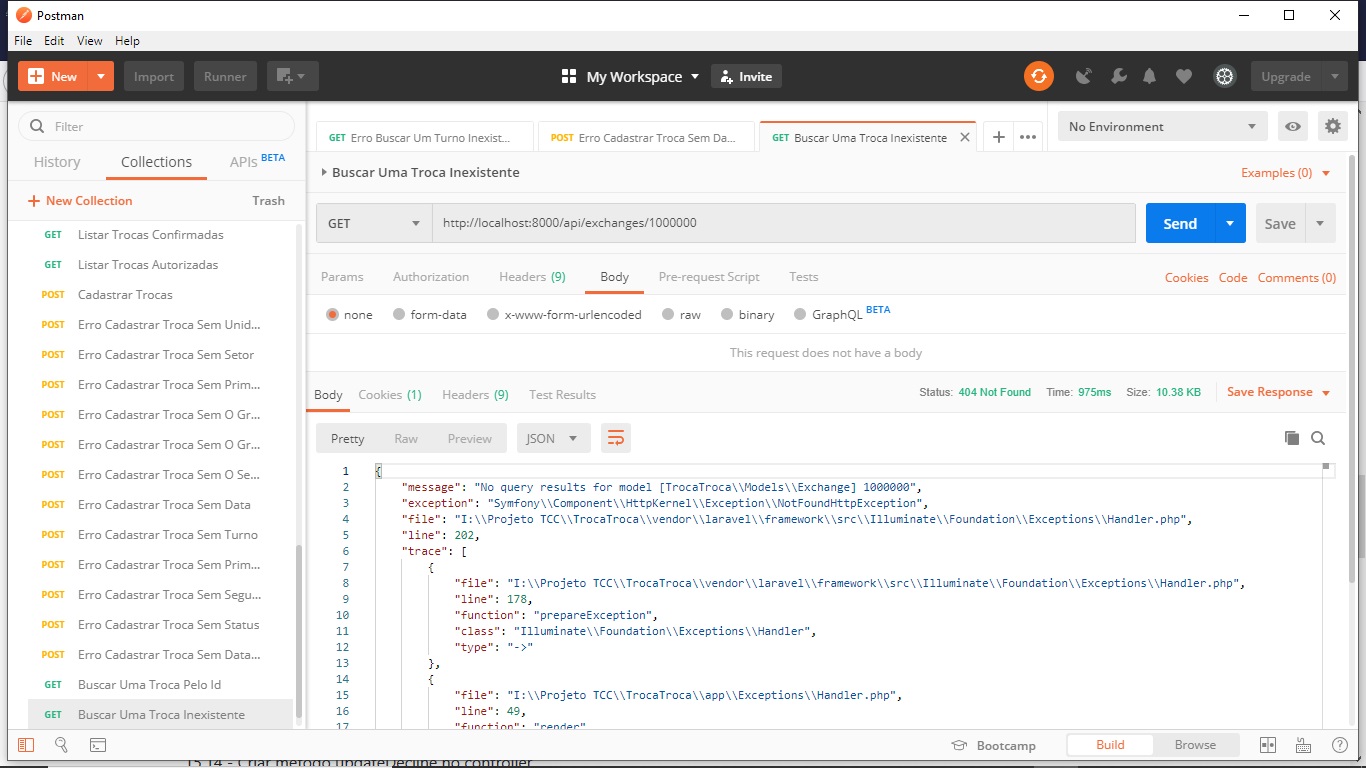 Postman
File Edit View Help
New Import Runner My Workspace Invite Upgrade
Filter
History Collections APIs BETA
New Collection Trash
GET Listar Trocas Confirmadas
GET Listar Trocas Autorizadas
POST Cadastrar Trocas
POST Erro Cadastrar Troca Sem Unid...
POST Erro Cadastrar Troca Sem Setor
POST Erro Cadastrar Troca Sem Prim...
POST Erro Cadastrar Troca Sem O Gr...
POST Erro Cadastrar Troca Sem O Gr...
POST Erro Cadastrar Troca Sem O Se...
POST Erro Cadastrar Troca Sem Data
POST Erro Cadastrar Troca Sem Turno
POST Erro Cadastrar Troca Sem Prim...
POST Erro Cadastrar Troca Sem Segu...
POST Erro Cadastrar Troca Sem Status
POST Erro Cadastrar Troca Sem Data...
GET Buscar Uma Troca Pelo Id
GET Buscar Uma Troca Inexistente
GET Erro Buscar Um Turno Inexist... POST Erro Cadastrar Troca Sem Da... GET Buscar Uma Troca Inexistente
No Environment
Buscar Uma Troca Inexistente Examples (0)
GET http://localhost:8000/api/exchanges/1000000 Send Save
Params Authorization Headers (9) Body Pre-request Script Tests Cookies Code Comments (0)
none form-data x-www-form-urlencoded raw binary GraphQL BETA
This request does not have a body
Body Cookies (1) Headers (9) Test Results Status: 404 Not Found Time: 975ms Size: 10.38 KB Save Response
Pretty Raw Preview JSON
1 {
2 "message": "No query results for model [TrocaTroca\\Models\\Exchange] 1000000",
3 "exception": "Symfony\\Component\\HttpKernel\\Exception\\NotFoundHttpException",
4 "file": "I:\\Projeto TCC\\TrocaTroca\\vendor\\laravel\\framework\\src\\Illuminate\\Foundation\\Exceptions\\Handler.php",
5 "line": 202,
6 "trace": [
7 {
8 "file": "I:\\Projeto TCC\\TrocaTroca\\vendor\\laravel\\framework\\src\\Illuminate\\Foundation\\Exceptions\\Handler.php",
9 "line": 178,
10 "function": "prepareException",
11 "class": "Illuminate\\Foundation\\Exceptions\\Handler",
12 "type": "->"
13 },
14 {
15 "file": "I:\\Projeto TCC\\TrocaTroca\\app\\Exceptions\\Handler.php",
16 "line": 49,
17 "function": "render"
Bootcamp Build Browse
15.14 - Criar método updateDecline no controller